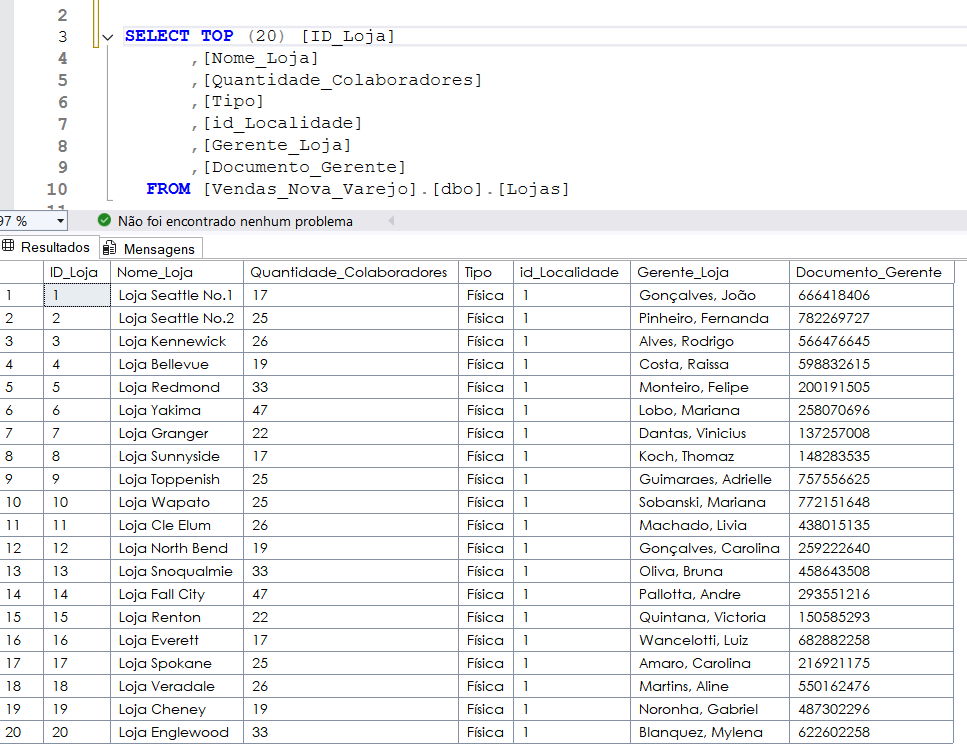 2
3 SELECT TOP (20) [ID_Loja]
4 ,[Nome_Loja]
5 ,[Quantidade_Colaboradores]
6 ,[Tipo]
7 ,[id_Localidade]
8 ,[Gerente_Loja]
9 ,[Documento_Gerente]
10 FROM [Vendas_Nova_Varejo].[dbo].[Lojas]
97 % Não foi encontrado nenhum problema
Resultados Mensagens
ID_Loja Nome_Loja Quantidade_Colaboradores Tipo id_Localidade Gerente_Loja Documento_Gerente
1 1 Loja Seattle No.1 17 Física 1 Gonçalves, João 666418406
2 2 Loja Seattle No.2 25 Física 1 Pinheiro, Fernanda 782269727
3 3 Loja Kennewick 26 Física 1 Alves, Rodrigo 566476645
4 4 Loja Bellevue 19 Física 1 Costa, Raissa 598832615
5 5 Loja Redmond 33 Física 1 Monteiro, Felipe 200191505
6 6 Loja Yakima 47 Física 1 Lobo, Mariana 258070696
7 7 Loja Granger 22 Física 1 Dantas, Vinicius 137257008
8 8 Loja Sunnyside 17 Física 1 Koch, Thomaz 148283535
9 9 Loja Toppenish 25 Física 1 Guimaraes, Adrielle 757556625
10 10 Loja Wapato 25 Física 1 Sobanski, Mariana 772151648
11 11 Loja Cle Elum 26 Física 1 Machado, Livia 438015135
12 12 Loja North Bend 19 Física 1 Gonçalves, Carolina 259222640
13 13 Loja Snoqualmie 33 Física 1 Oliva, Bruna 458643508
14 14 Loja Fall City 47 Física 1 Pallotta, Andre 293551216
15 15 Loja Renton 22 Física 1 Quintana, Victoria 150585293
16 16 Loja Everett 17 Física 1 Wancelotti, Luiz 682882258
17 17 Loja Spokane 25 Física 1 Amaro, Carolina 216921175
18 18 Loja Veradale 26 Física 1 Martins, Aline 550162476
19 19 Loja Cheney 19 Física 1 Noronha, Gabriel 487302296
20 20 Loja Englewood 33 Física 1 Blanquez, Mylena 622602258